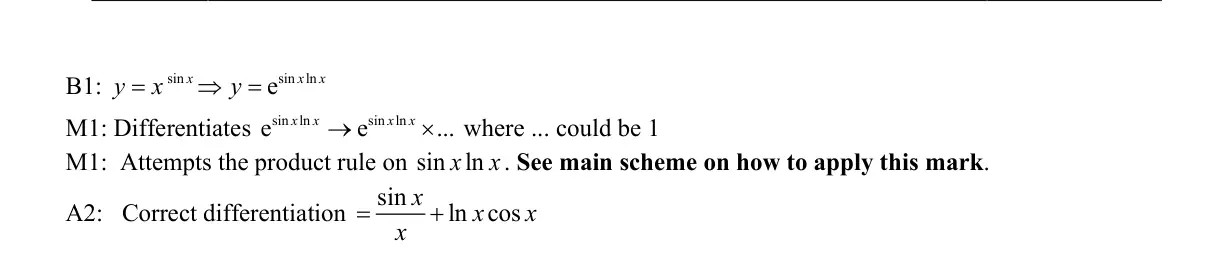 B1: y = x^{sin x} ⇒ y = e^{sin x ln x}
M1: Differentiates e^{sin x ln x} → e^{sin x ln x} ×... where ... could be 1
M1: Attempts the product rule on sin x ln x. See main scheme on how to apply this mark.
A2: Correct differentiation = \frac{sin x}{x} + ln x cos x